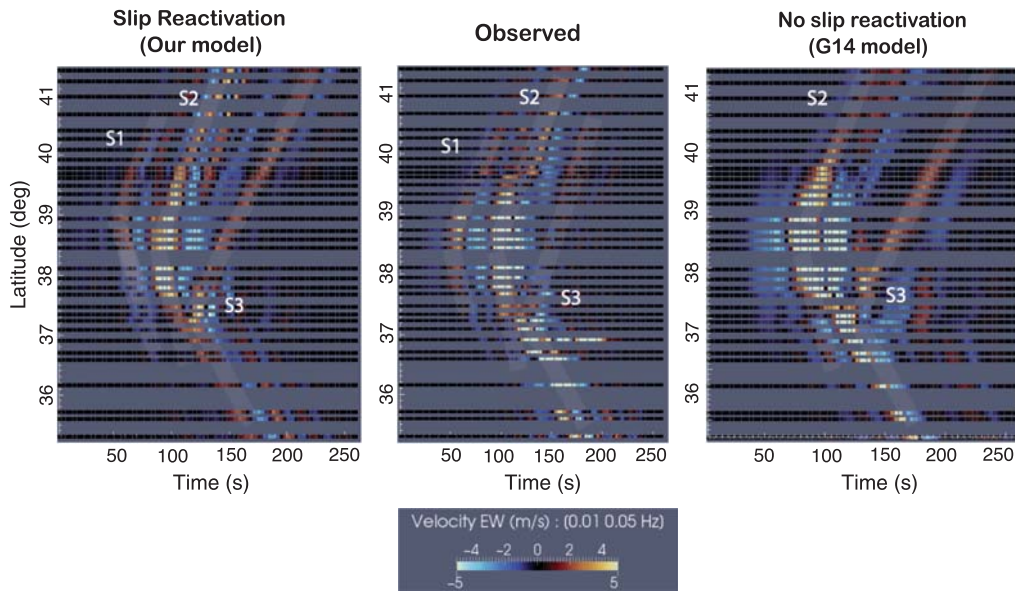 Slip Reactivation
(Our model)
Observed
No slip reactivation
(G14 model)
S2
S2
S2
S1
S1
S3
S3
S3
41
40
39
38
37
36
Latitude (deg)
41
40
39
38
37
36
41
40
39
38
37
36
50 100 150 200 250
Time (s)
50 100 150 200 250
Time (s)
50 100 150 200 250
Time (s)
Velocity EW (m/s) : (0.01 0.05 Hz)
-4 -2 0 2 4
-5 5